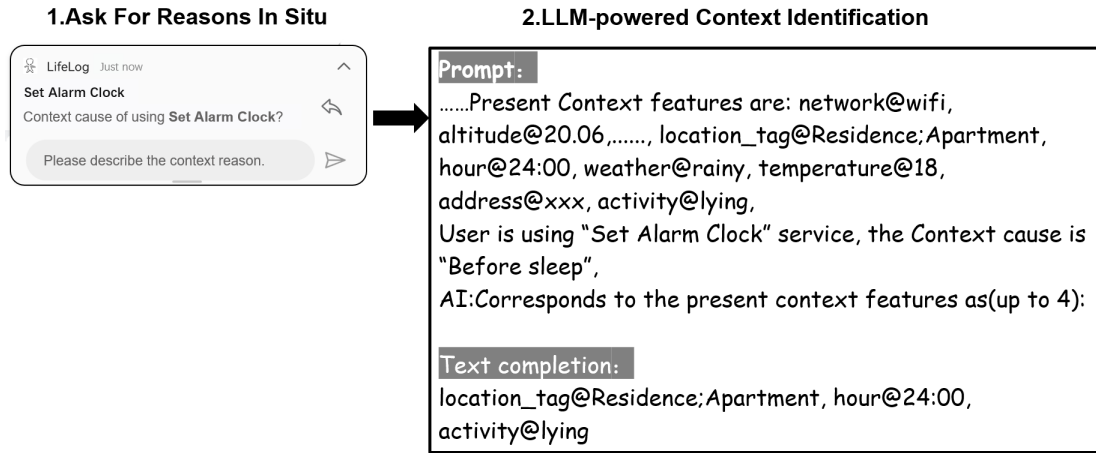 1.Ask For Reasons In Situ
LifeLog Just now
Set Alarm Clock
Context cause of using Set Alarm Clock?
Please describe the context reason.
2.LLM-powered Context Identification
Prompt:
......Present Context features are: network@wifi,
altitude@20.06,......, location_tag@Residence;Apartment,
hour@24:00, weather@rainy, temperature@18,
address@xxx, activity@lying,
User is using “Set Alarm Clock” service, the Context cause is
“Before sleep”,
AI:Corresponds to the present context features as(up to 4):
Text completion:
location_tag@Residence;Apartment, hour@24:00,
activity@lying